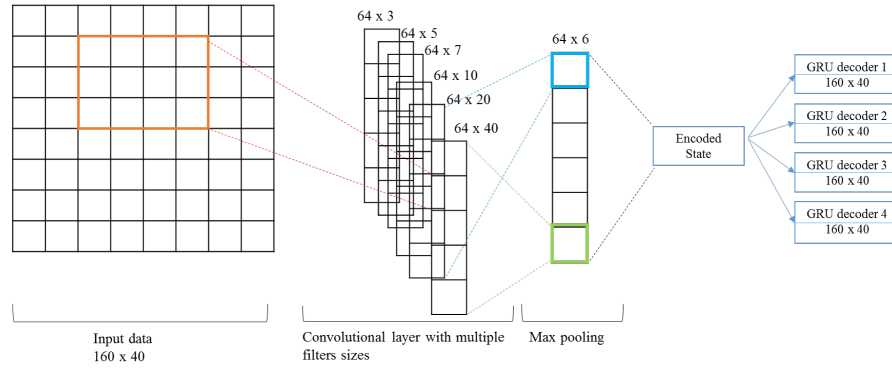 64 x 3
64 x 5
64 x 7
64 x 10
64 x 20
64 x 40
64 x 6
Encoded
State
GRU decoder 1
160 x 40
GRU decoder 2
160 x 40
GRU decoder 3
160 x 40
GRU decoder 4
160 x 40
Input data
160 x 40
Convolutional layer with multiple
filters sizes
Max pooling